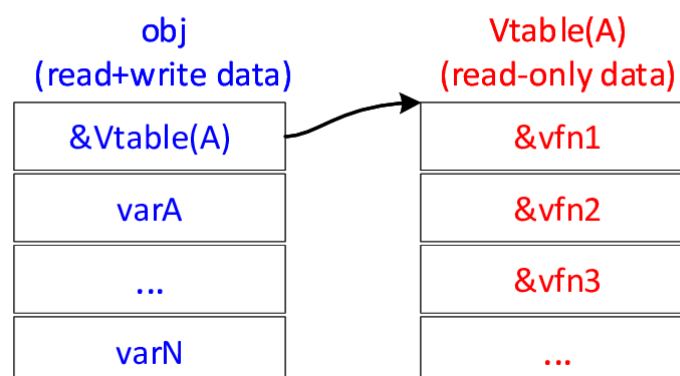 obj
(read+write data)
&Vtable(A)
varA
...
varN
Vtable(A)
(read-only data)
&vfn1
&vfn2
&vfn3
...